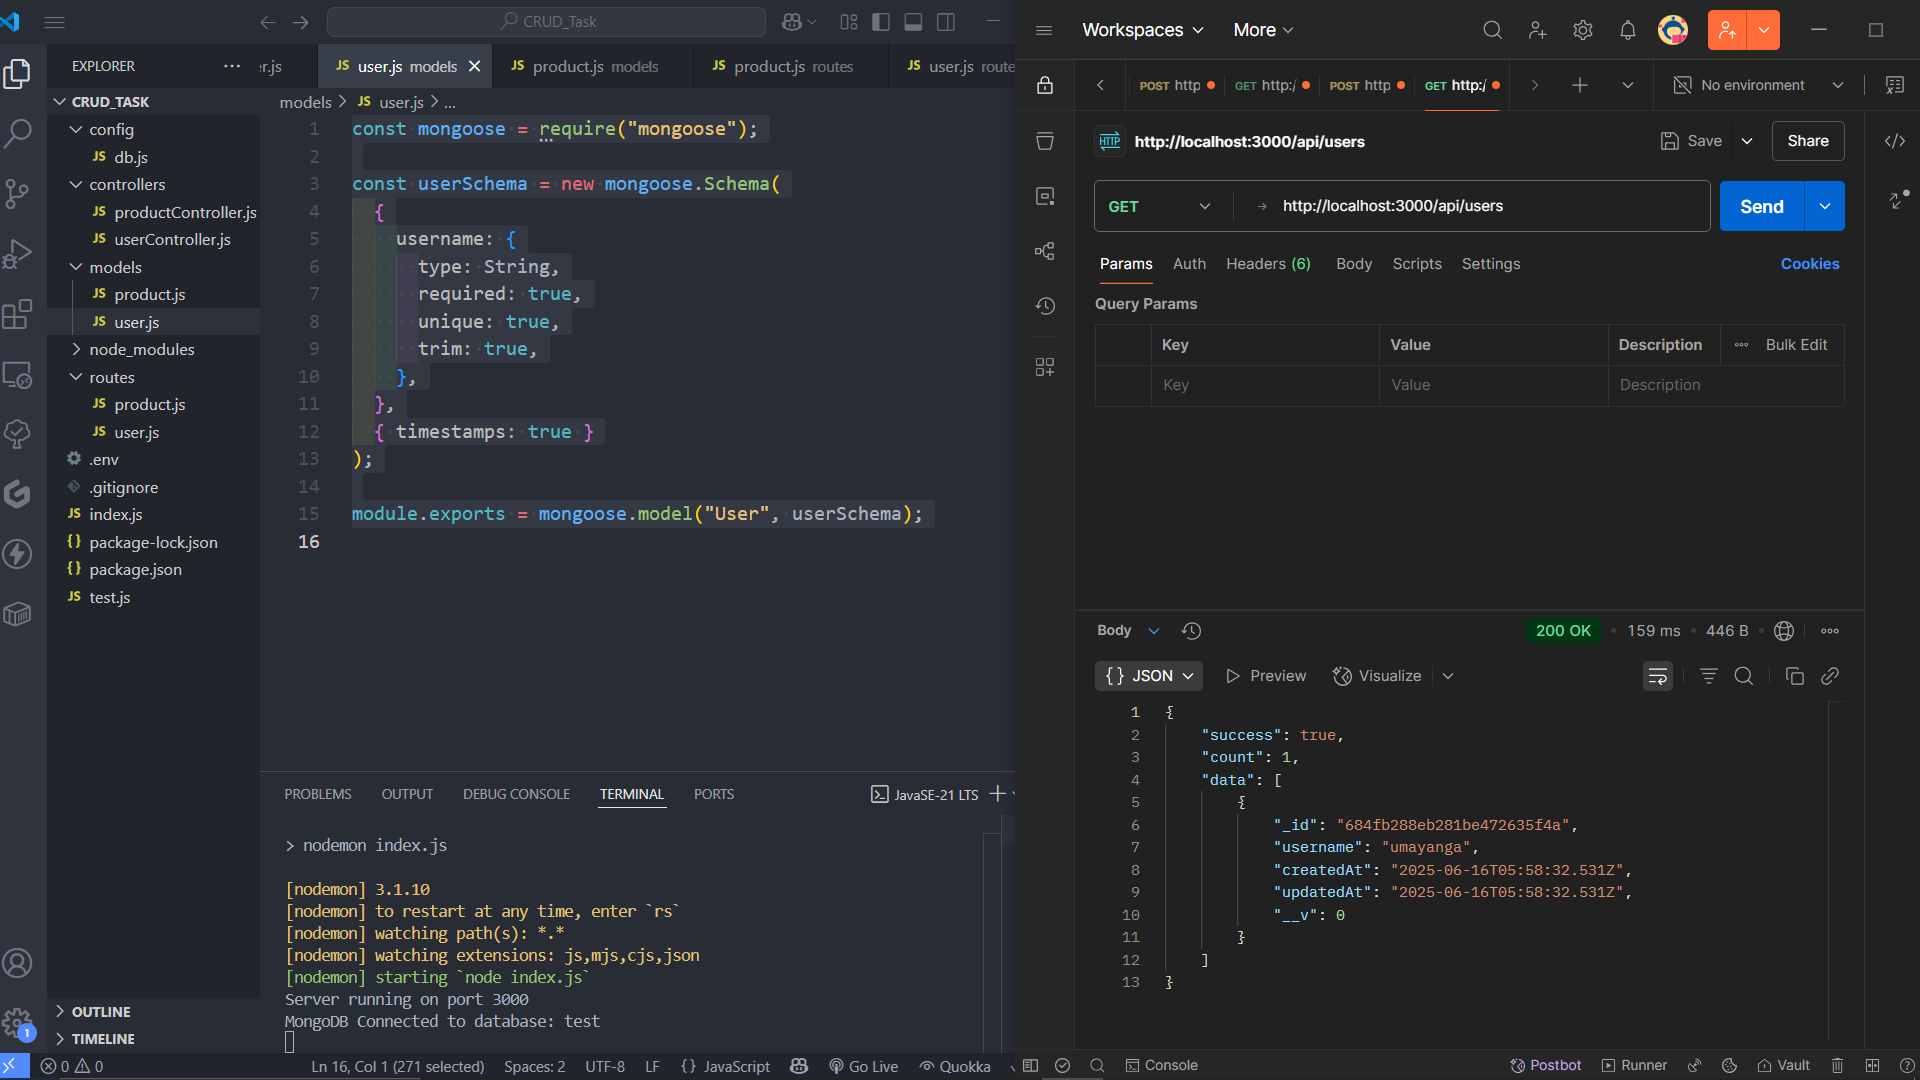 CRUD_Task
EXPLORER
er.js
user.js models
product.js models
product.js routes
user.js route
CRUD_TASK
config
db.js
controllers
productController.js
userController.js
models
product.js
user.js
node_modules
routes
product.js
user.js
.env
.gitignore
index.js
package-lock.json
package.json
test.js
OUTLINE
TIMELINE
models > user.js > ...
1 const mongoose = require("mongoose");
2
3 const userSchema = new mongoose.Schema(
4 {
5 username: {
6 type: String,
7 required: true,
8 unique: true,
9 trim: true,
10 },
11 },
12 { timestamps: true }
13 );
14
15 module.exports = mongoose.model("User", userSchema);
16
PROBLEMS OUTPUT DEBUG CONSOLE TERMINAL PORTS JavaSE-21 LTS
> nodemon index.js
[nodemon] 3.1.10
[nodemon] to restart at any time, enter `rs`
[nodemon] watching path(s): *.*
[nodemon] watching extensions: js,mjs,cjs,json
[nodemon] starting `node index.js`
Server running on port 3000
MongoDB Connected to database: test
1
0 0 Ln 16, Col 1 (271 selected) Spaces: 2 UTF-8 LF {} JavaScript Go Live Quokka
Workspaces More
POST http GET http:/ POST http GET http:/ No environment
HTTP http://localhost:3000/api/users Save Share
GET http://localhost:3000/api/users Send
Params Auth Headers (6) Body Scripts Settings Cookies
Query Params
Key Value Description Bulk Edit
Key Value Description
Body 200 OK 159 ms 446 B
{} JSON Preview Visualize
1 {
2 "success": true,
3 "count": 1,
4 "data": [
5 {
6 "_id": "684fb288eb281be472635f4a",
7 "username": "umayanga",
8 "createdAt": "2025-06-16T05:58:32.531Z",
9 "updatedAt": "2025-06-16T05:58:32.531Z",
10 "__v": 0
11 }
12 ]
13 }
Console Postbot Runner Vault